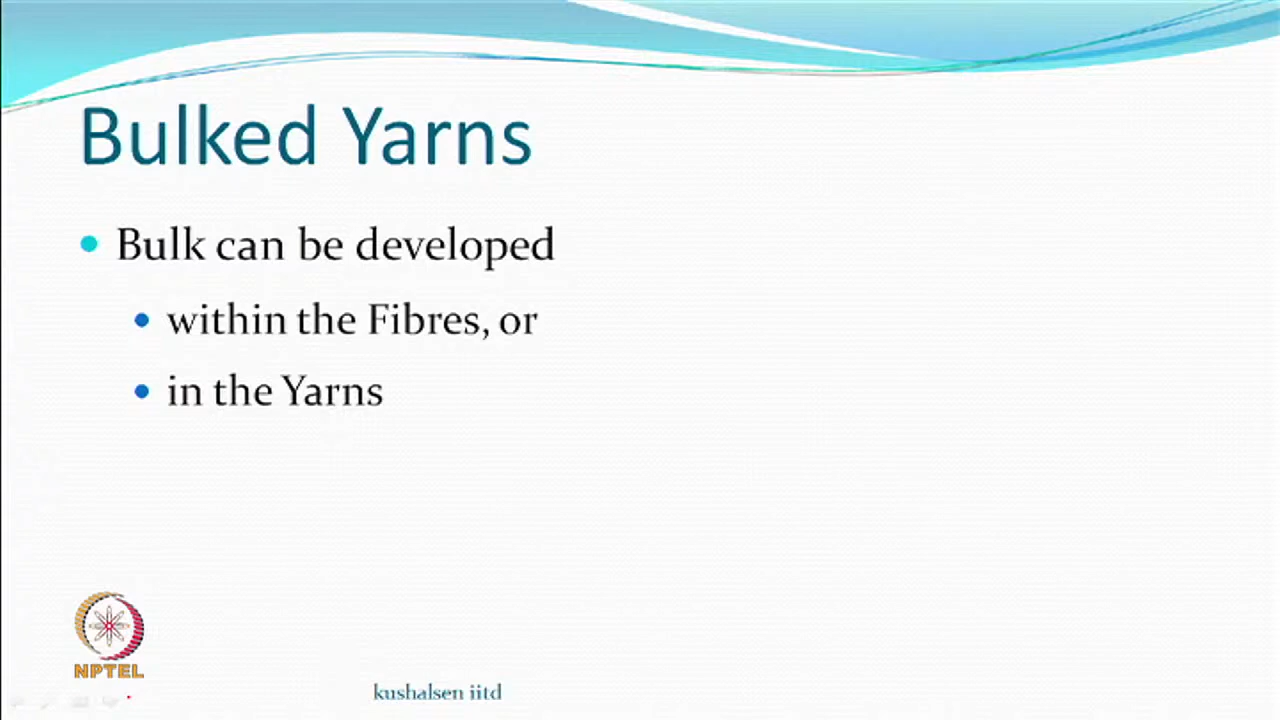 Bulked Yarns
Bulk can be developed
within the Fibres, or
in the Yarns
NPTEL
kushalsen iitd